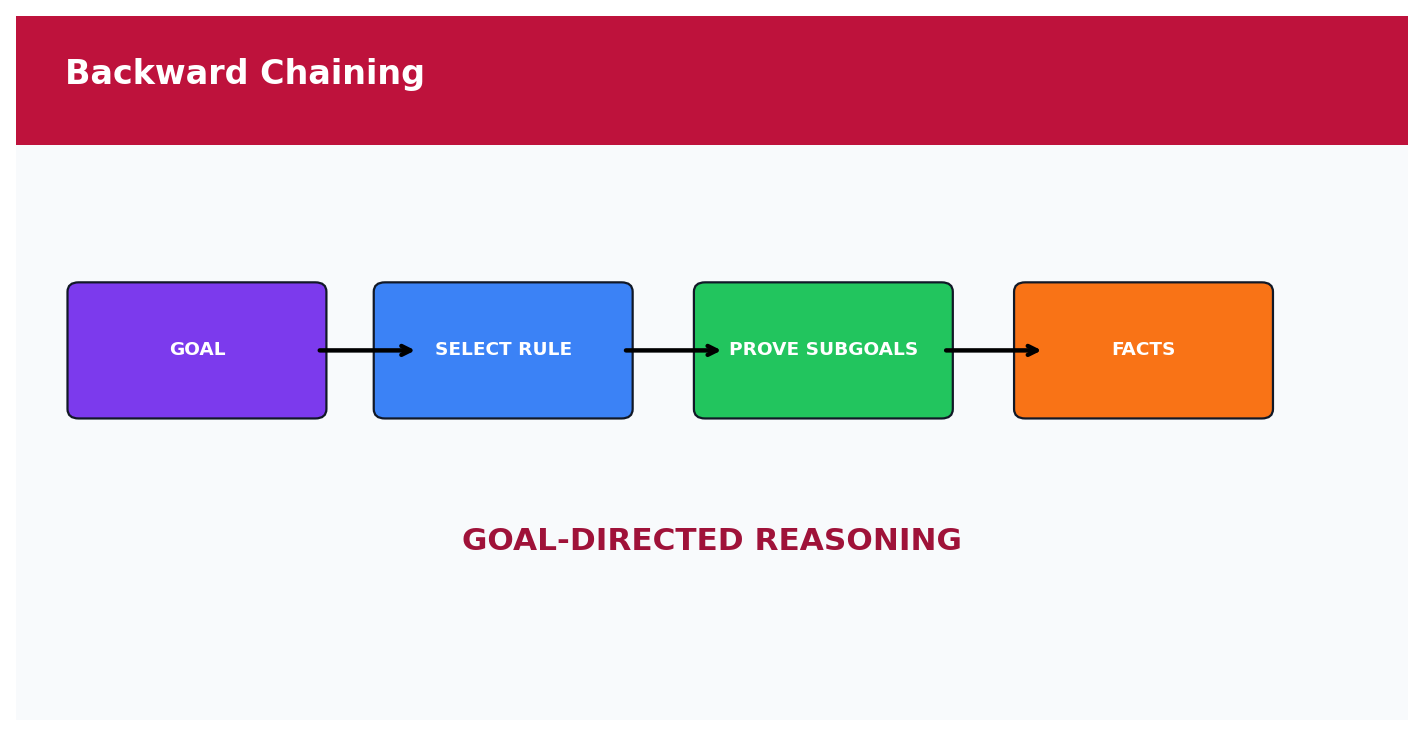 Backward Chaining
GOAL
SELECT RULE
PROVE SUBGOALS
FACTS
GOAL-DIRECTED REASONING